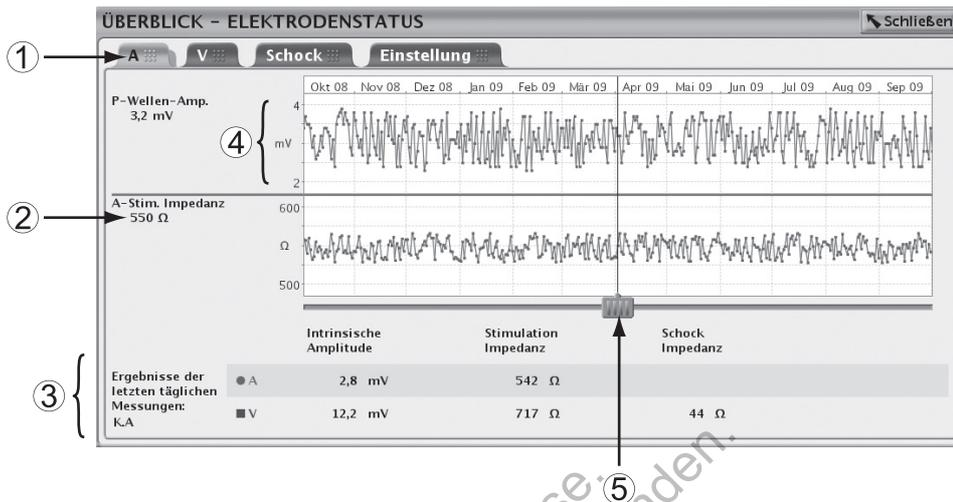 ÜBERBLICK – ELEKTRODENSTATUS
Schließen
A V Schock Einstellung
1
Okt 08 Nov 08 Dez 08 Jan 09 Feb 09 Mär 09 Apr 09 Mai 09 Jun 09 Jul 09 Aug 09 Sep 09
P-Wellen-Amp.
3,2 mV
4
4
mV
2
A-Stim. Impedanz
550 Ω
2
600
Ω
500
Intrinsische Amplitude
Stimulation Impedanz
Schock Impedanz
3
Ergebnisse der
letzten täglichen
Messungen:
K.A
A 2,8 mV 542 Ω
V 12,2 mV 717 Ω 44 Ω
5